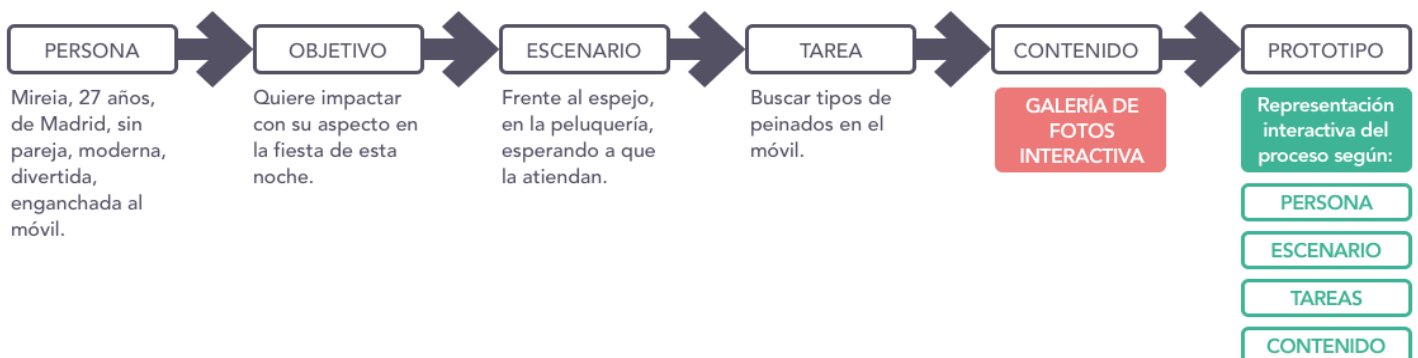 PERSONA
OBJETIVO
ESCENARIO
TAREA
CONTENIDO
PROTOTIPO
Mireia, 27 años,
de Madrid, sin
pareja, moderna,
divertida,
enganchada al
móvil.
Quiere impactar
con su aspecto en
la fiesta de esta
noche.
Frente al espejo,
en la peluquería,
esperando a que
la atiendan.
Buscar tipos de
peinados en el
móvil.
GALERÍA DE
FOTOS
INTERACTIVA
Representación
interactiva del
proceso según:
PERSONA
ESCENARIO
TAREAS
CONTENIDO